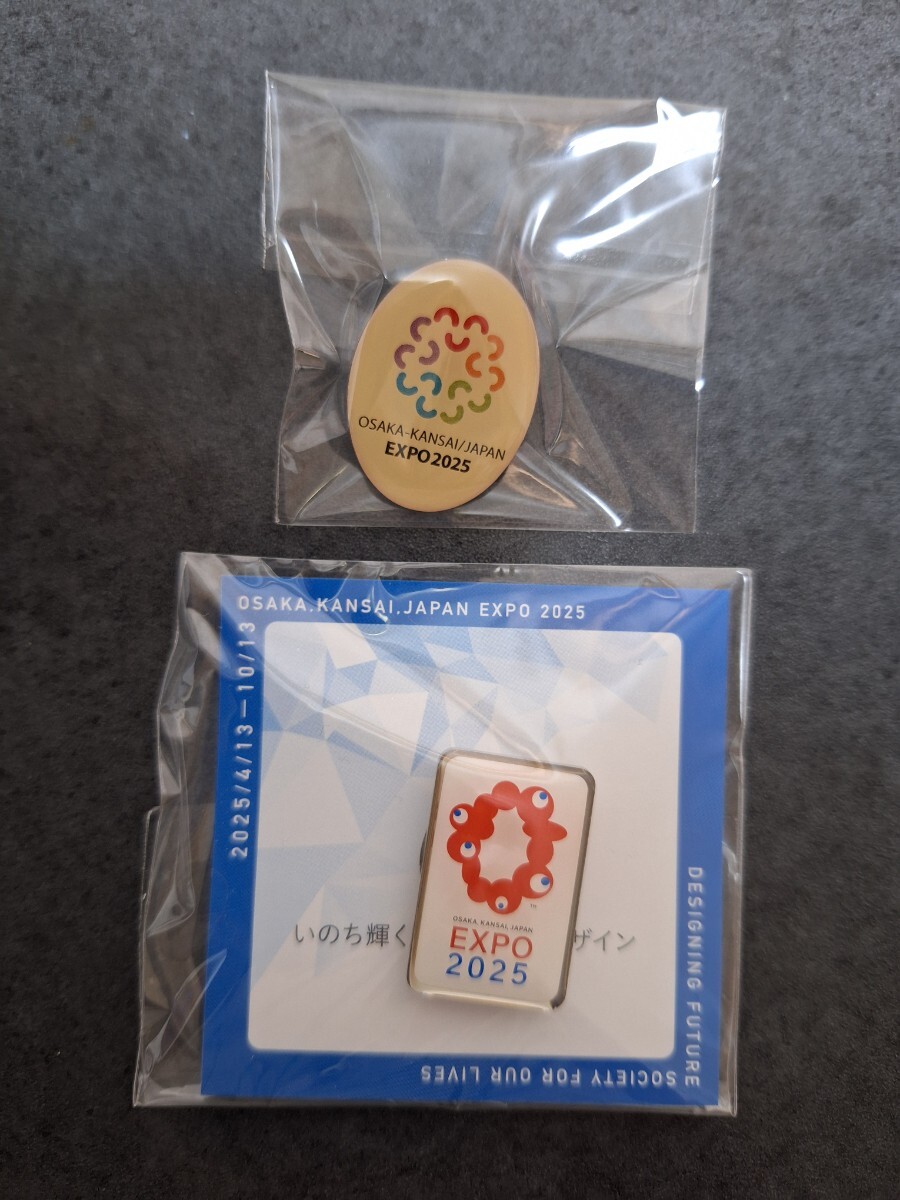 OSAKA-KANSAI/JAPAN
EXPO2025
OSAKA.KANSAI.JAPAN EXPO 2025
2025/4/13—10/13
いのち輝く
ザイン
OSAKA, KANSAI, JAPAN
EXPO
2025
TM
DESIGNING FUTURE
SOCIETY FOR OUR LIVES